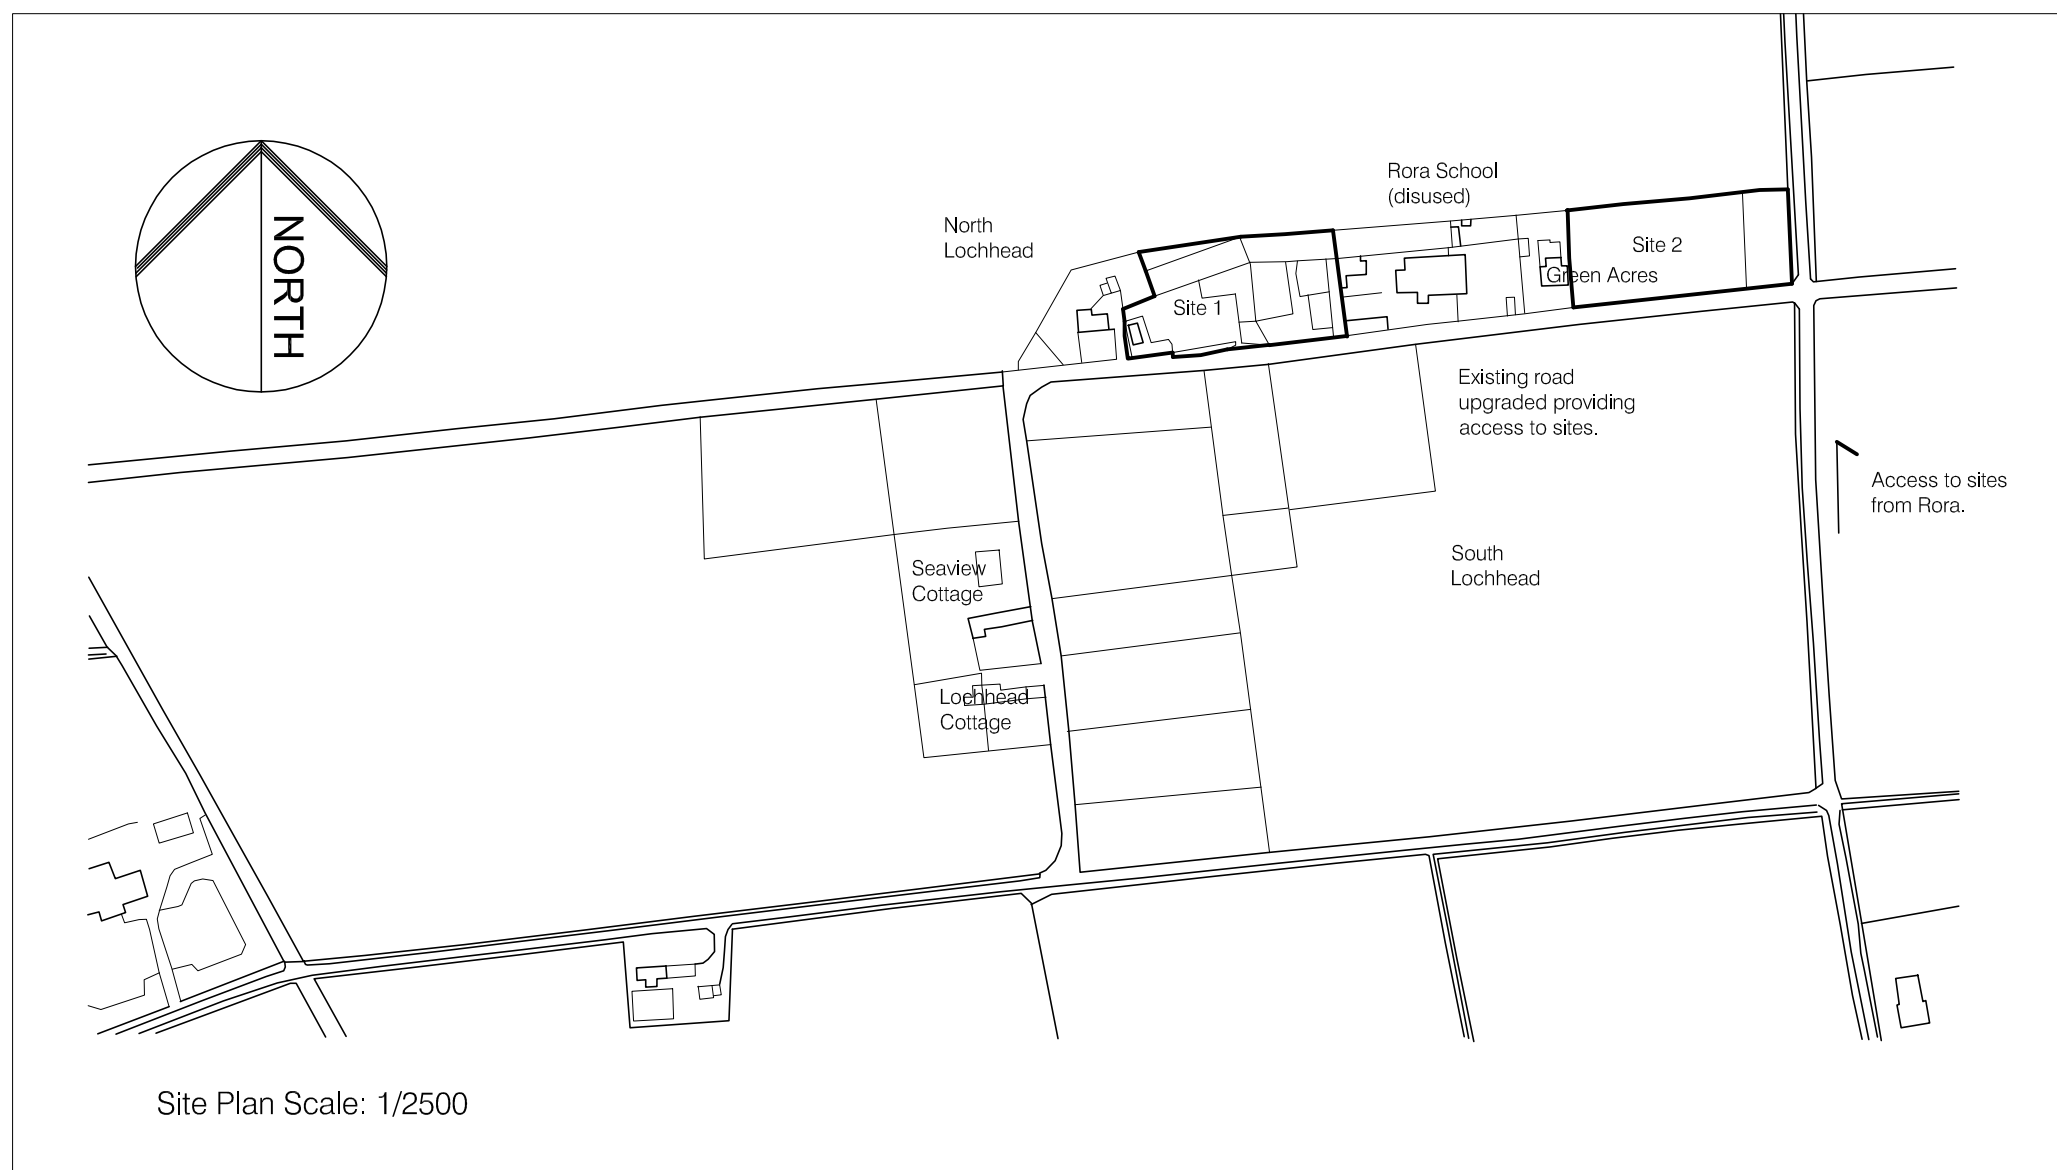 Rora School
(disused)
North
Lochhead
NORTH
Site 2
Green Acres
Site 1
Existing road
upgraded providing
access to sites.
Access to sites
from Rora.
South
Lochhead
Seaview
Cottage
Lochhead
Cottage
Site Plan Scale: 1/2500